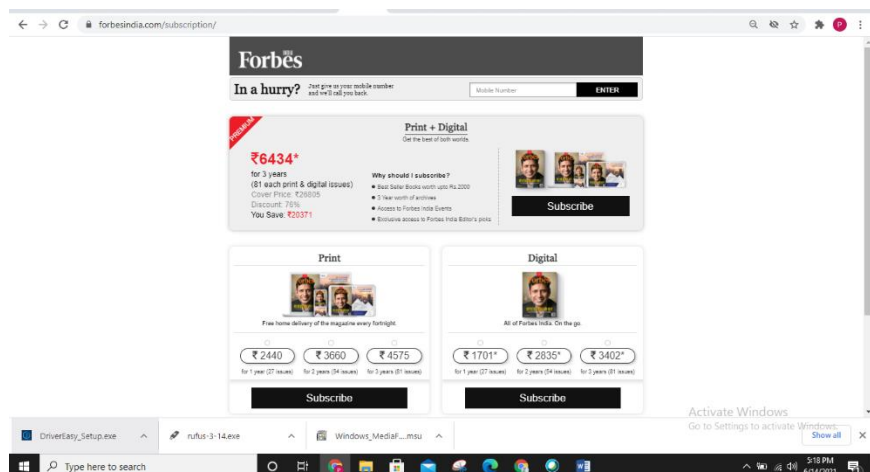 forbesindia.com/subscription/
P
Forbes
INDIA
In a hurry?
Just give us your mobile number
and we'll call you back.
Mobile Number
ENTER
PREMIUM
Print + Digital
Get the best of both worlds.
₹6434*
for 3 years
(81 each print & digital issues)
Cover Price: ₹26805
Discount: 76%
You Save: ₹20371
Why should I subscribe?
Best Seller Books worth upto Rs.2000
3 Year worth of archives
Access to Forbes India Events
Exclusive access to Forbes India Editor's picks
Subscribe
Print
Free home delivery of the magazine every fortnight.
₹ 2440
₹ 3660
₹ 4575
for 1 year (27 issues)
for 2 years (54 issues)
for 3 years (81 issues)
Subscribe
Digital
All of Forbes India. On the go.
₹ 1701*
₹ 2835*
₹ 3402*
for 1 year (27 issues)
for 2 years (54 issues)
for 3 years (81 issues)
Subscribe
Activate Windows
Go to Settings to activate Windows.
DriverEasy_Setup.exe
rufus-3-14.exe
Windows_MediaF....msu
Show all
Type here to search
5:18 PM
6/14/2021